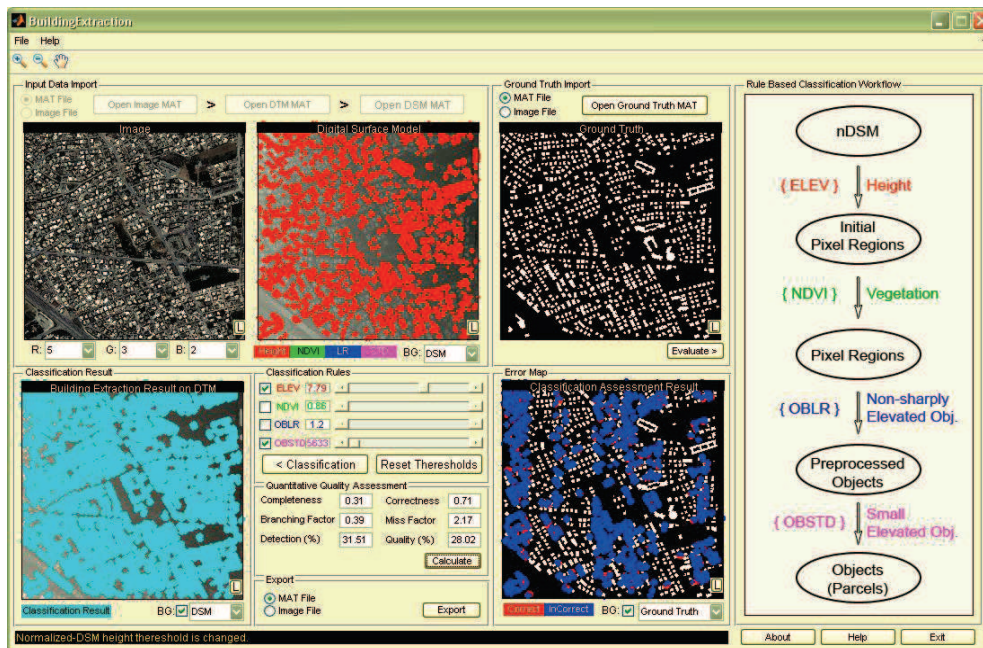 BuildingExtraction
File Help
Input Data Import
MAT File
Image File
Open Image MAT > Open DTM MAT > Open DSM MAT
Image
Digital Surface Model
L
L
R: 5 G: 3 B: 2
Height NDVI LR BG: DSM
Ground Truth Import
MAT File
Image File
Open Ground Truth MAT
Ground Truth
L
Evaluate >
Classification Result
Building Extraction Result on DTM
L
Classification Result BG: DSM
Classification Rules
ELEV 7.79
NDVI 0.86
OBLR 1.2
OBSTD 5633
< Classification Reset Theresholds
Quantitative Quality Assessment
Completeness 0.31 Correctness 0.71
Branching Factor 0.39 Miss Factor 2.17
Detection (%) 31.51 Quality (%) 28.02
Calculate
Export
MAT File
Image File
Export
Error Map
Classification Assessment Result
L
Correct InCorrect BG: Ground Truth
Rule Based Classification Workflow
nDSM
{ ELEV } Height
Initial
Pixel Regions
{ NDVI } Vegetation
Pixel Regions
{ OBLR } Non-sharply
Elevated Obj.
Preprocessed
Objects
{ OBSTD } Small
Elevated Obj.
Objects
(Parcels)
Normalized-DSM height thereshold is changed.
About Help Exit